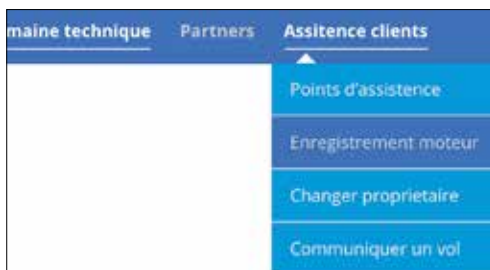 maine technique Partners Assitence clients
Points d'assistence
Enregistrement moteur
Changer proprietaire
Communiquer un vol